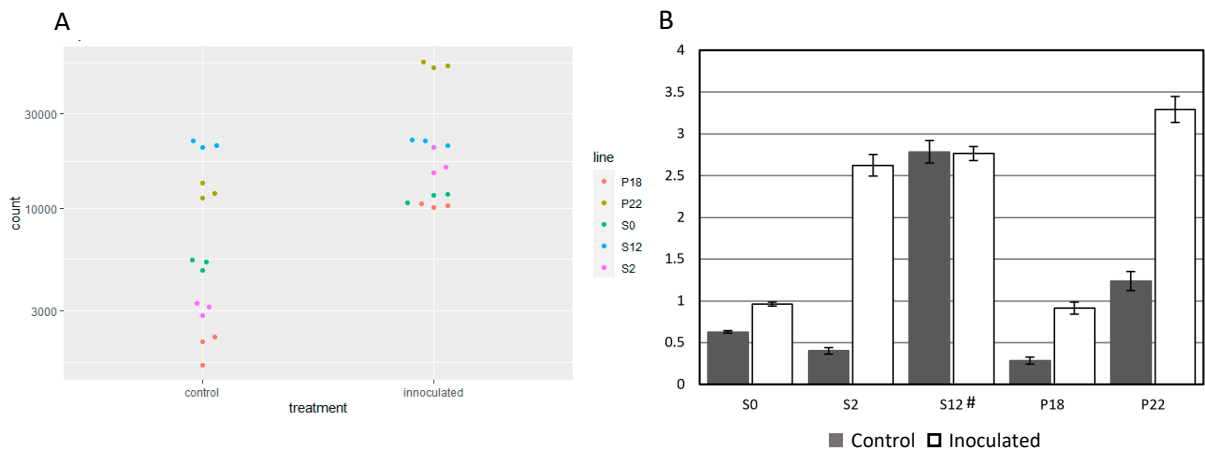 A
30000
10000
3000
count
control
innoculated
treatment
line
P18
P22
S0
S12
S2
B
4
3.5
3
2.5
2
1.5
1
0.5
0
S0 S2 S12 # P18 P22
Control Inoculated